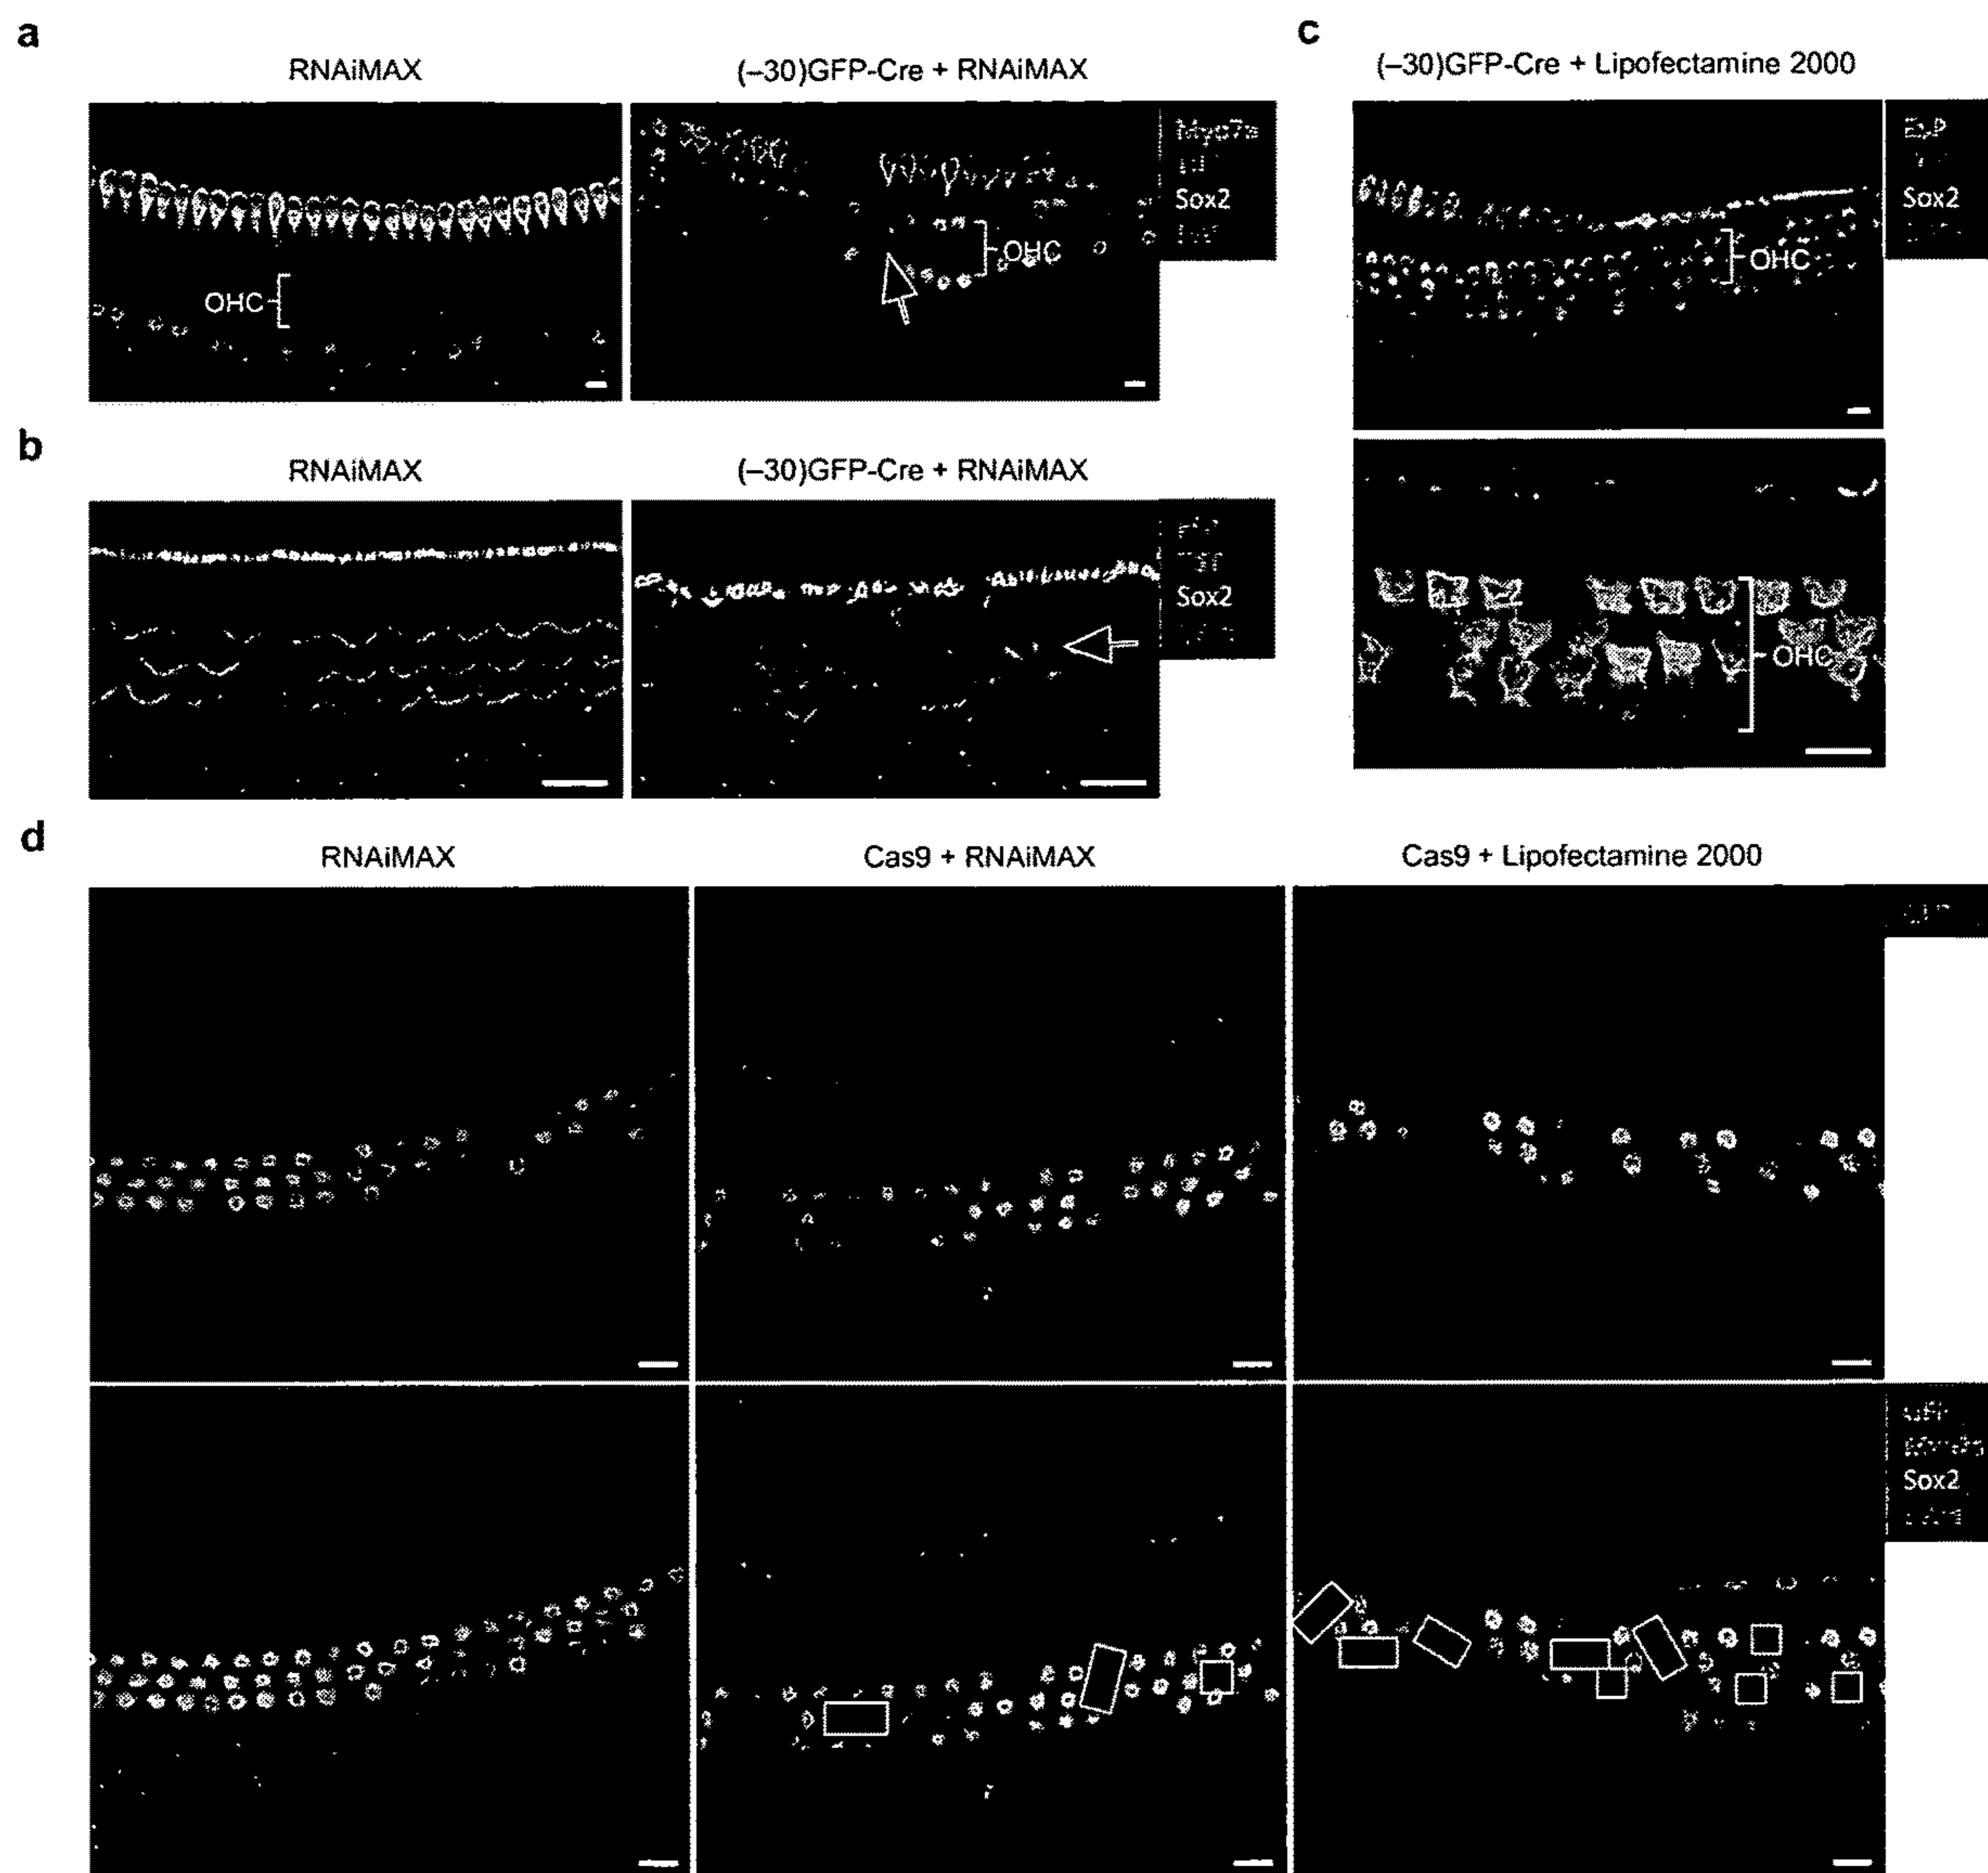 a
RNAiMAX
(–30)GFP-Cre + RNAiMAX
Myo7a
Sox2
OHC
OHC
b
RNAiMAX
(–30)GFP-Cre + RNAiMAX
Sox2
c
(–30)GFP-Cre + Lipofectamine 2000
Sox2
OHC
OHC
d
RNAiMAX
Cas9 + RNAiMAX
Cas9 + Lipofectamine 2000
Sox2